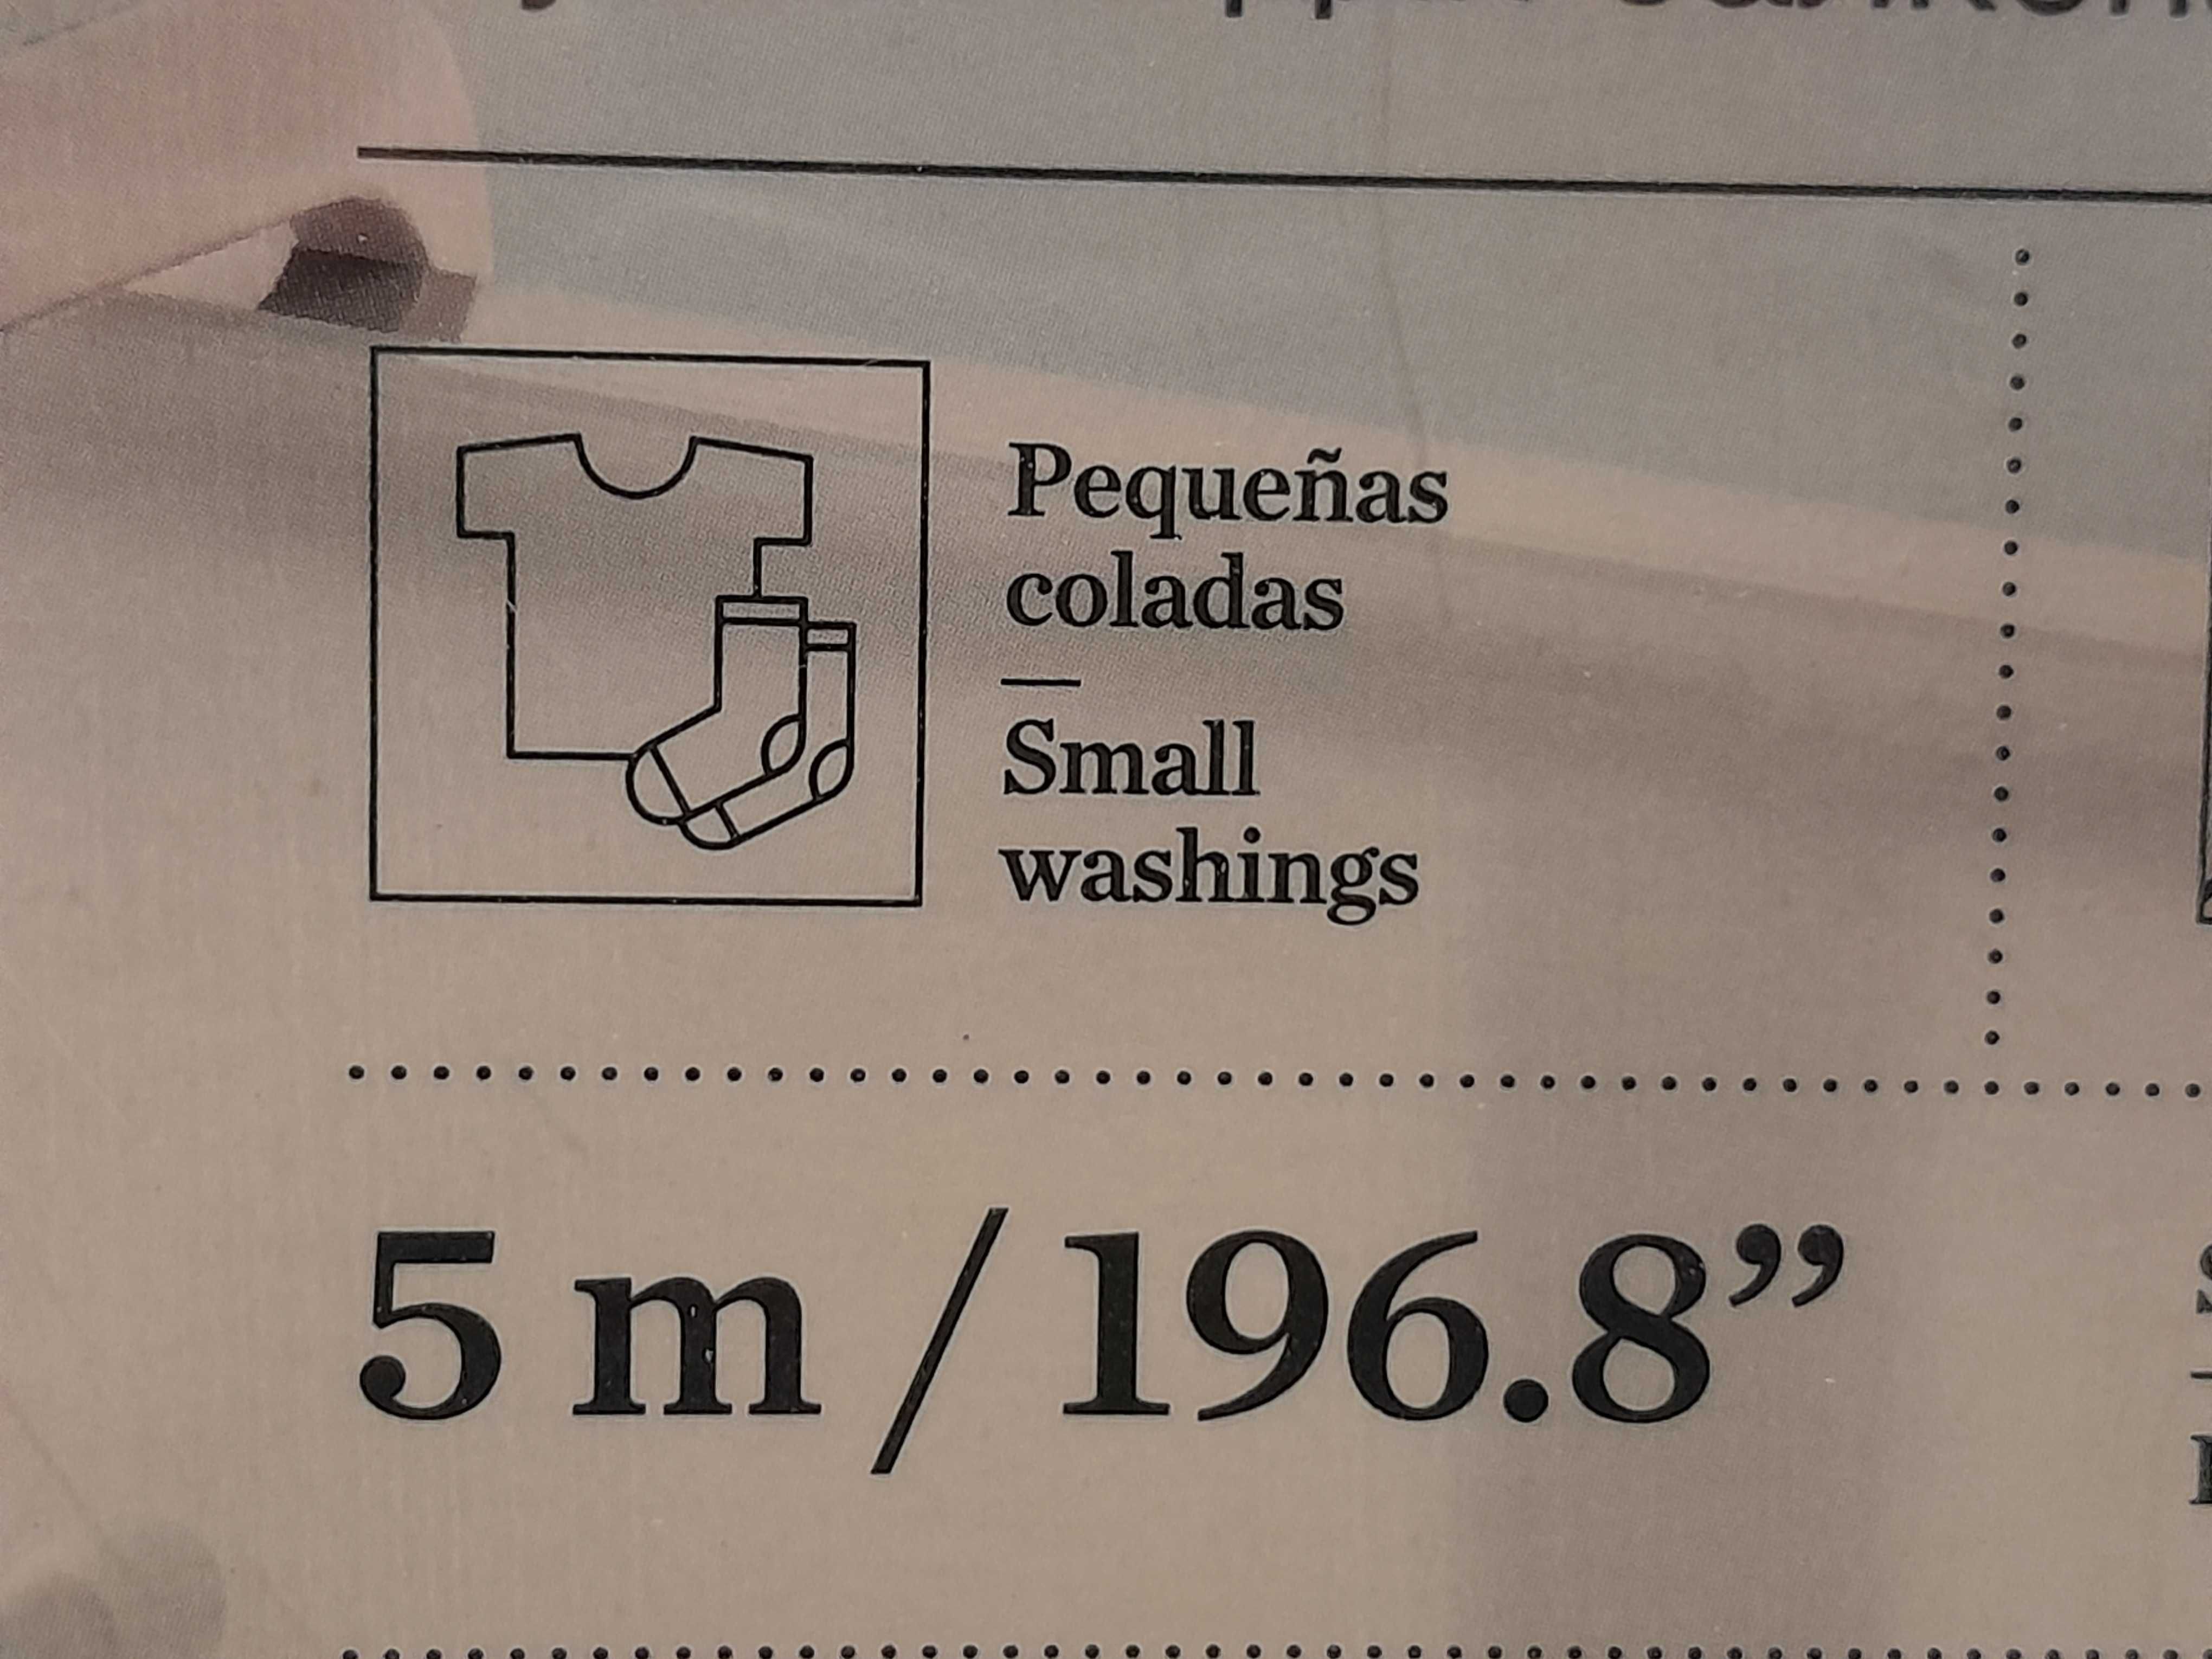 Pequeñas
coladas
Small
washings
5 m / 196.8”